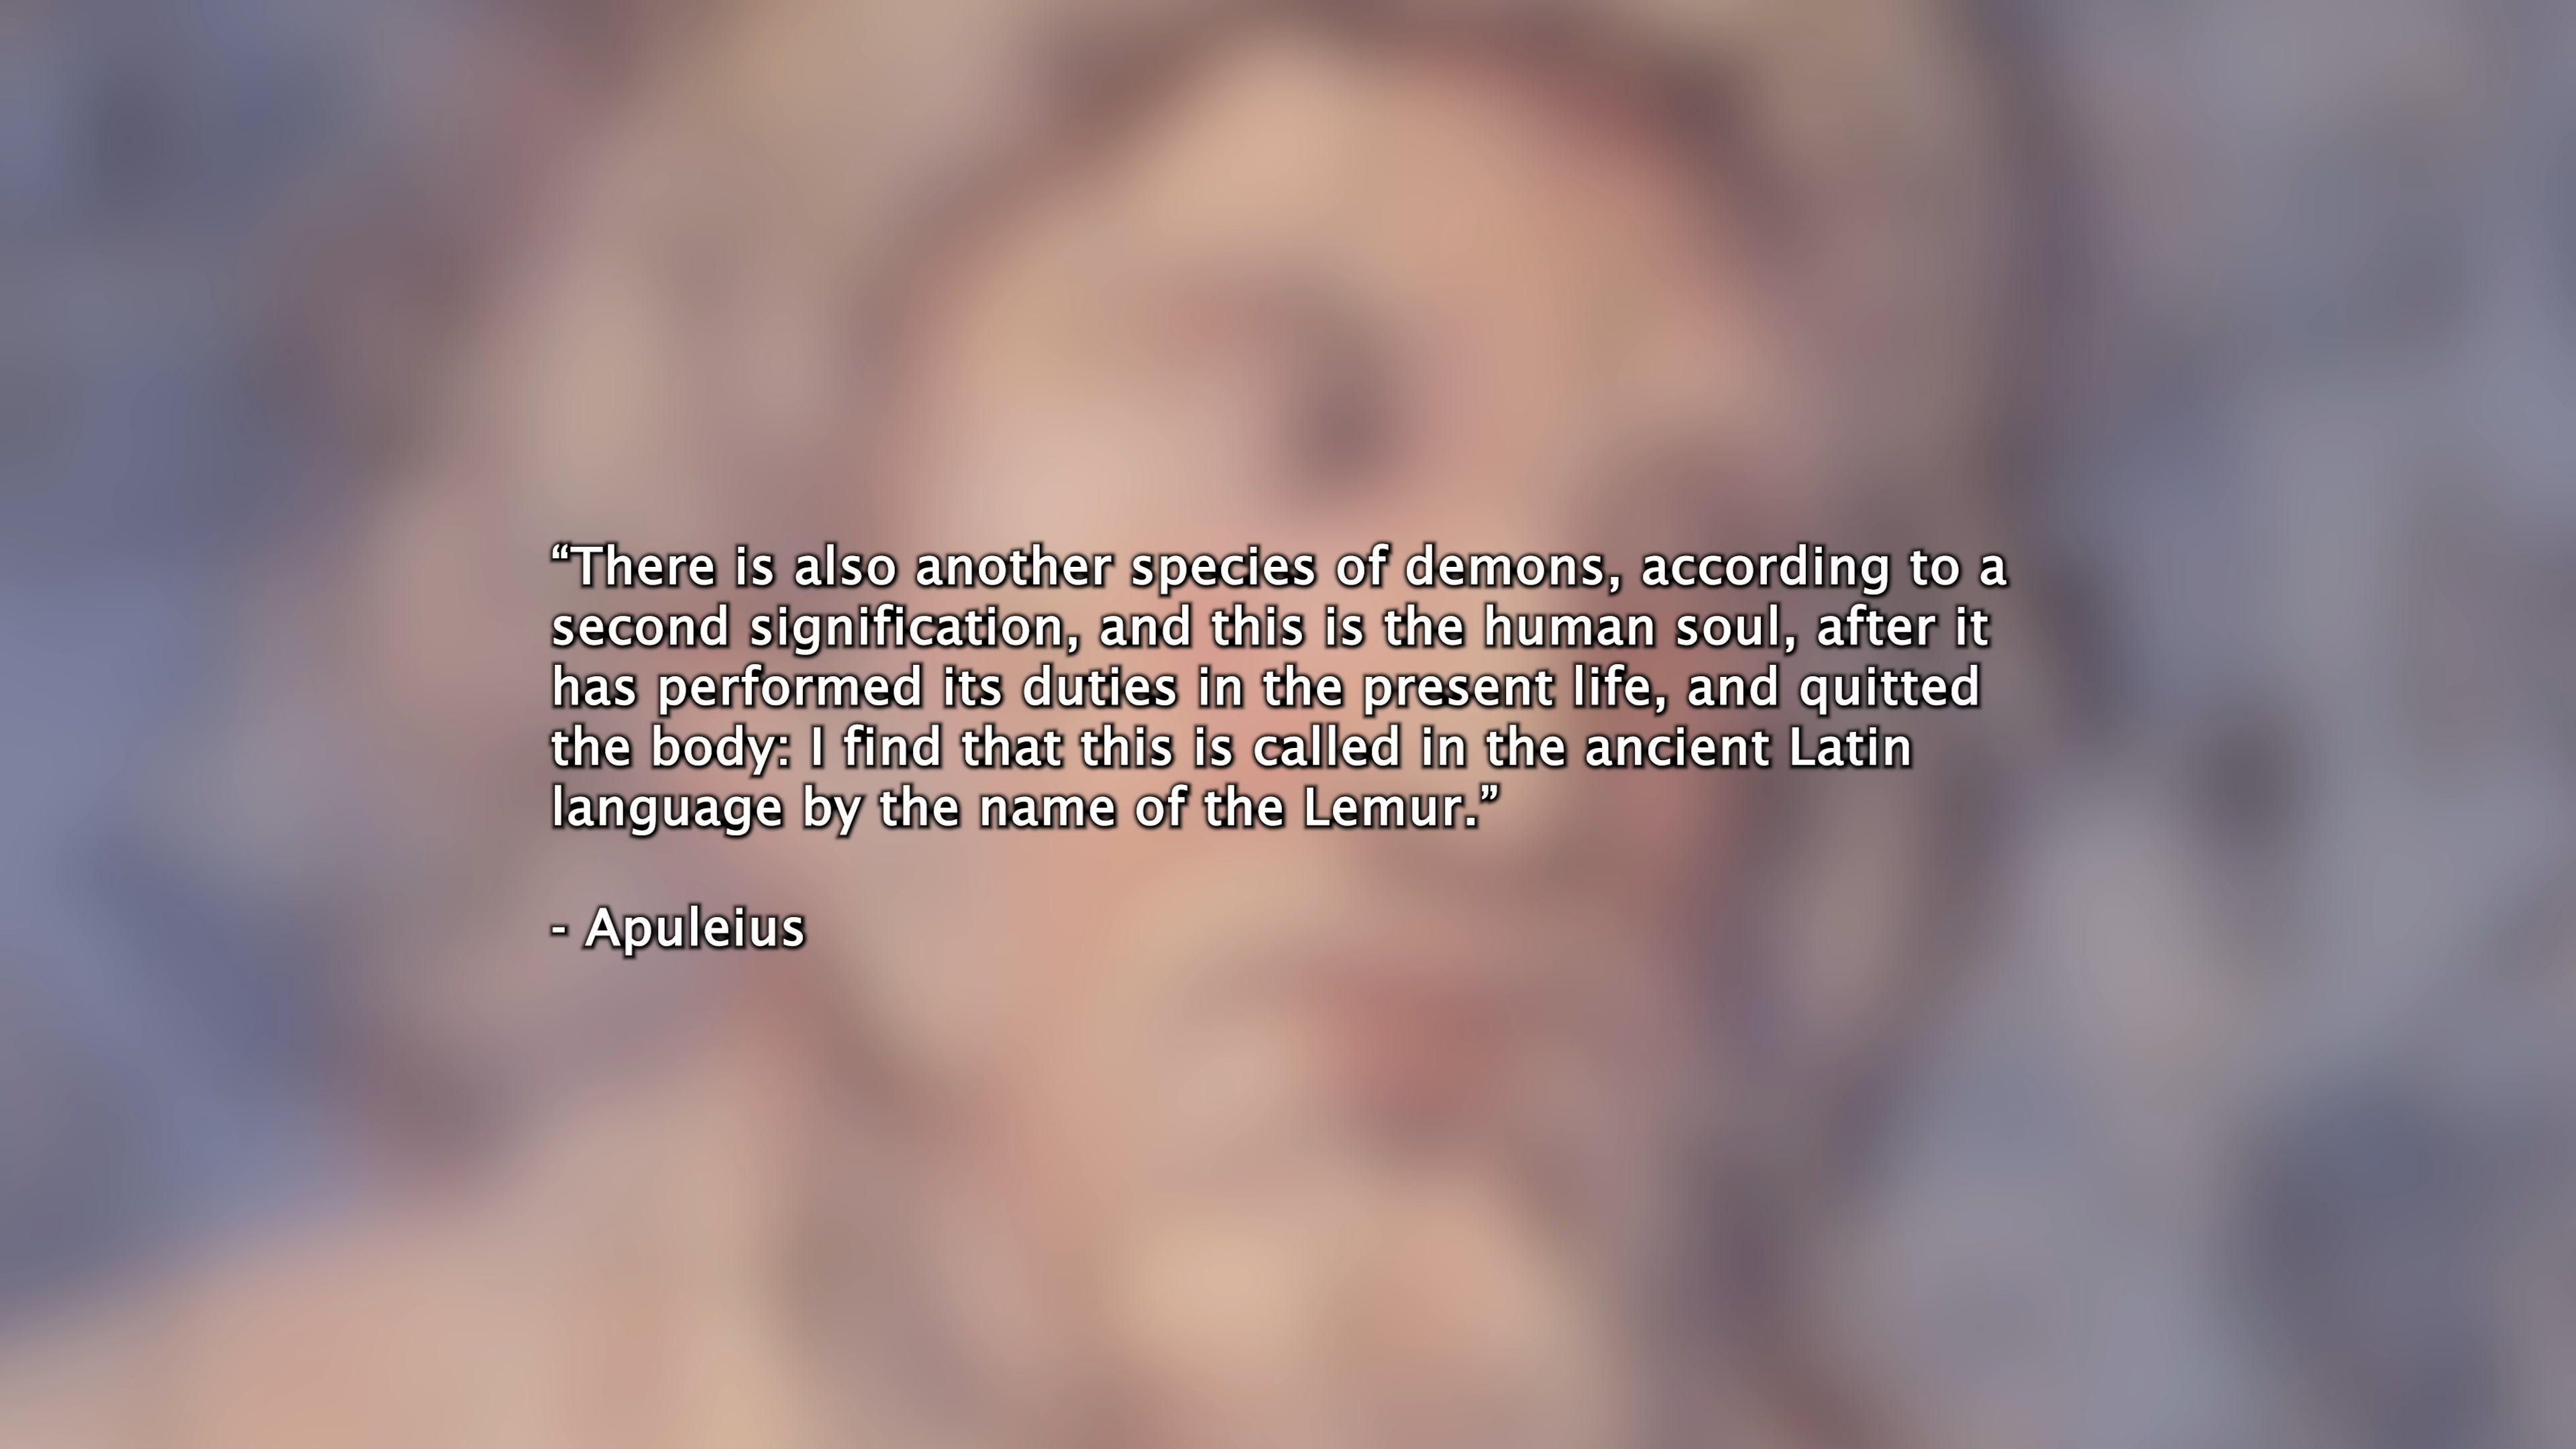 “There is also another species of demons, according to a
second signification, and this is the human soul, after it
has performed its duties in the present life, and quitted
the body: I find that this is called in the ancient Latin
language by the name of the Lemur.”
- Apuleius